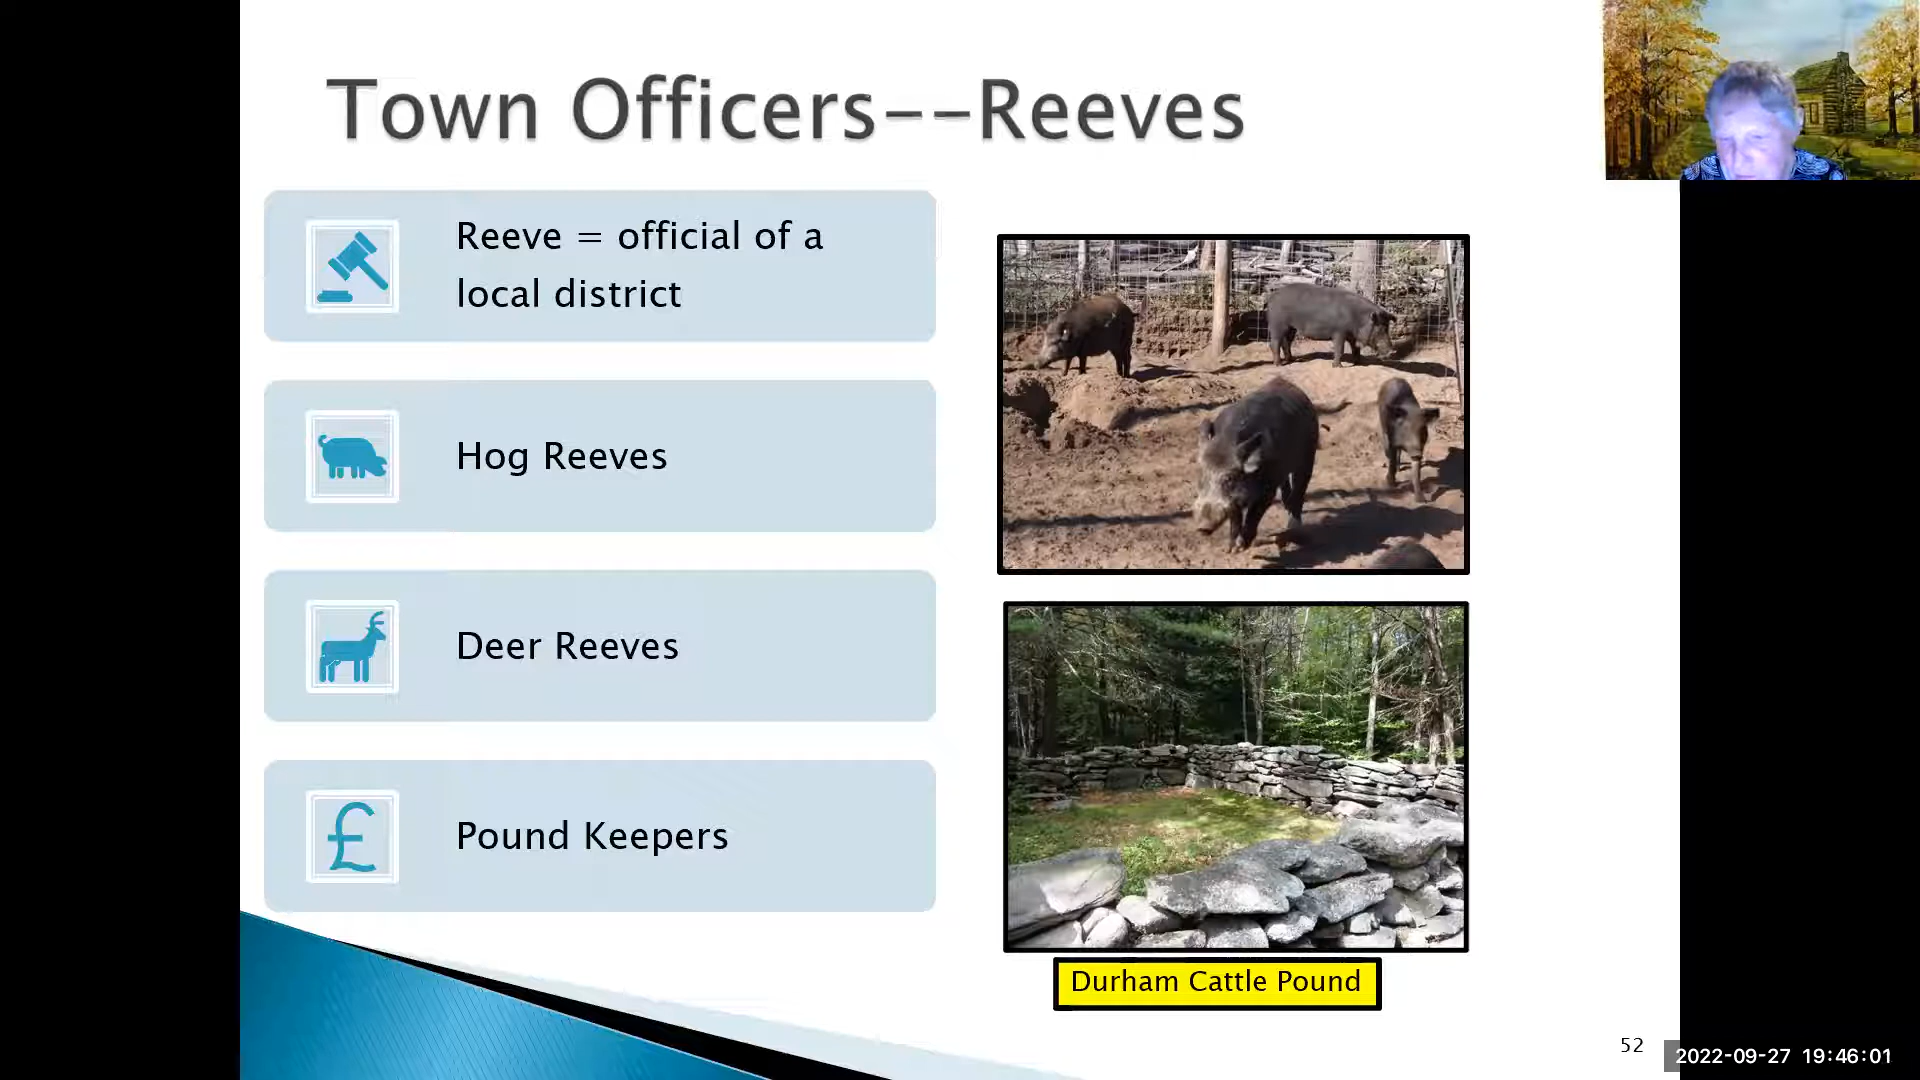 Town Officers--Reeves
Reeve = official of a
local district
Hog Reeves
Deer Reeves
£
Pound Keepers
Durham Cattle Pound
52
2022-09-27 19:46:01